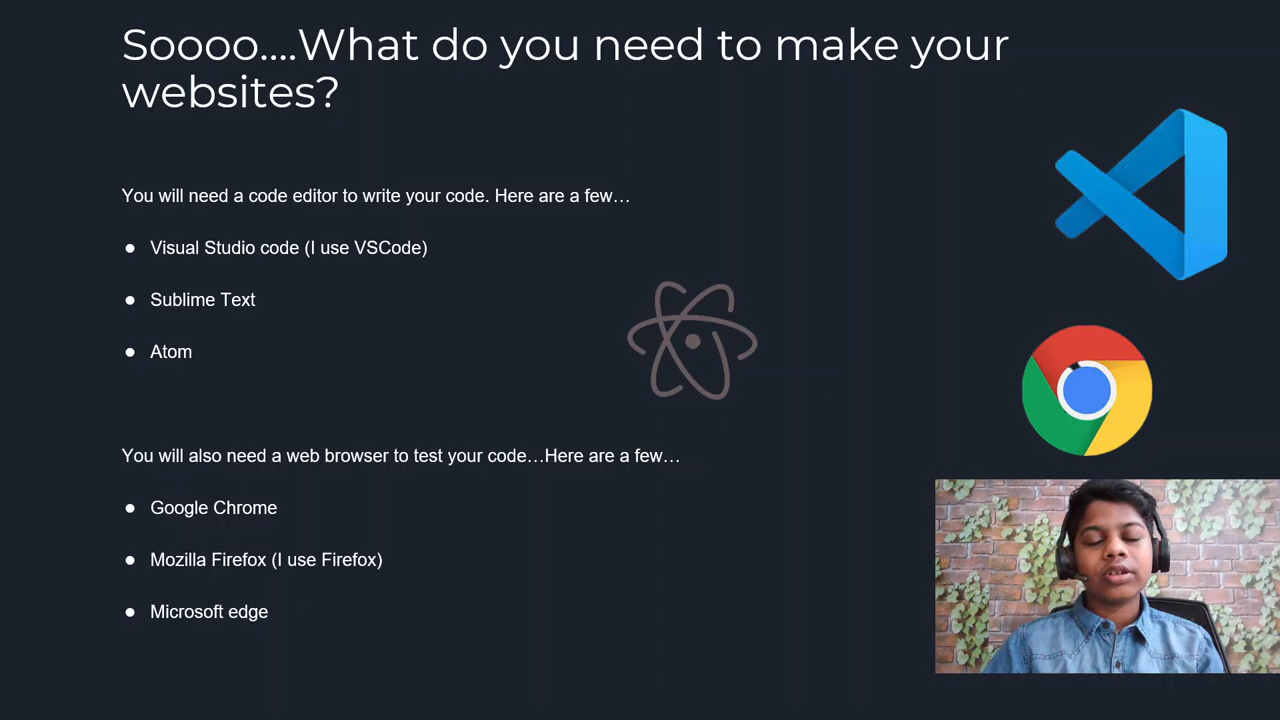 Soooo....What do you need to make your
websites?
You will need a code editor to write your code. Here are a few…
● Visual Studio code (I use VSCode)
● Sublime Text
● Atom
You will also need a web browser to test your code…Here are a few…
● Google Chrome
● Mozilla Firefox (I use Firefox)
● Microsoft edge